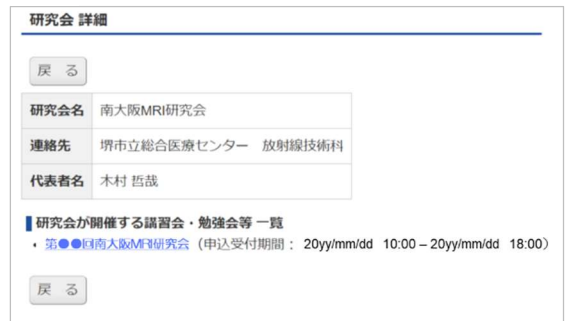 研究会 詳細
戻 る
研究会名 南大阪MRI研究会
連絡先 堺市立総合医療センター 放射線技術科
代表者名 木村 哲哉
研究会が開催する講習会・勉強会等 一覧
・ 第●●回南大阪MRI研究会 (申込受付期間： 20yy/mm/dd 10:00 – 20yy/mm/dd 18:00)
戻 る